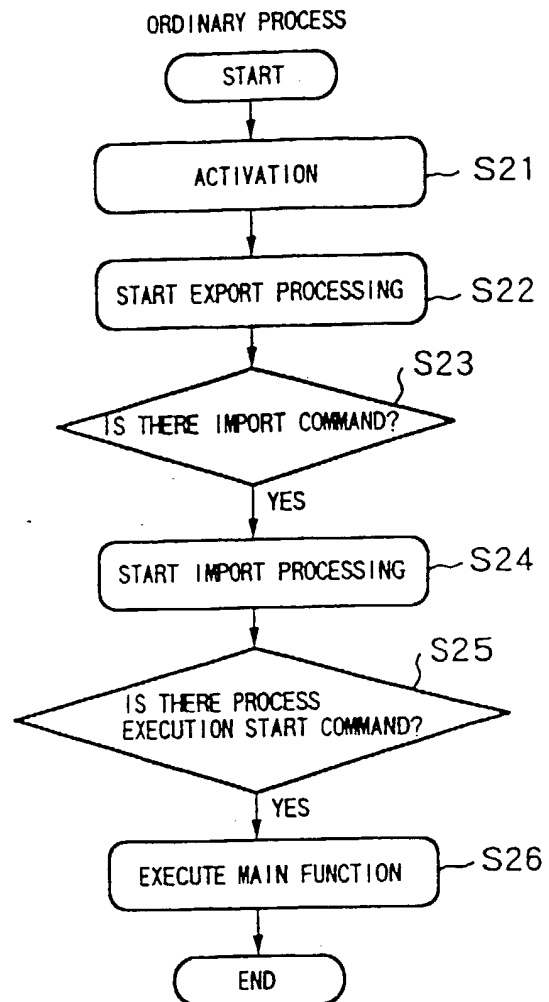 ORDINARY PROCESS
START
ACTIVATION
S21
START EXPORT PROCESSING
S22
S23
IS THERE IMPORT COMMAND?
YES
START IMPORT PROCESSING
S24
S25
IS THERE PROCESS
EXECUTION START COMMAND?
YES
EXECUTE MAIN FUNCTION
S26
END